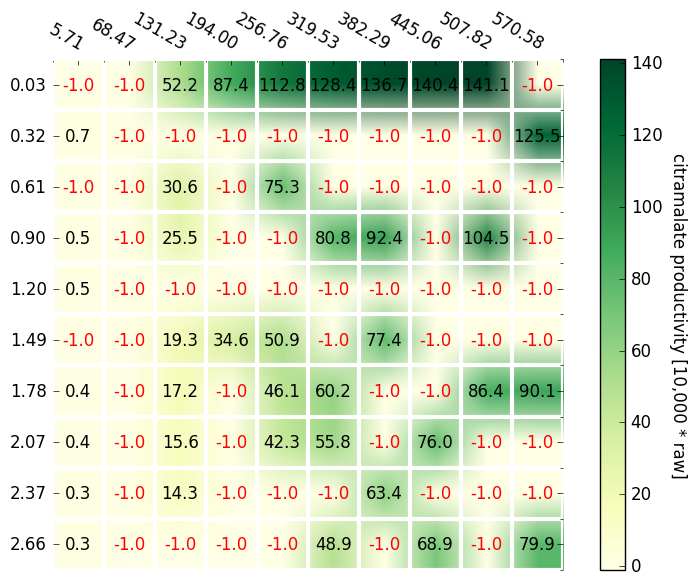 5.71 68.47 131.23 194.00 256.76 319.53 382.29 445.06 507.82 570.58
0.03 -1.0 -1.0 52.2 87.4 112.8 128.4 136.7 140.4 141.1 -1.0
0.32 0.7 -1.0 -1.0 -1.0 -1.0 -1.0 -1.0 -1.0 -1.0 125.5
0.61 -1.0 -1.0 30.6 -1.0 75.3 -1.0 -1.0 -1.0 -1.0 -1.0
0.90 0.5 -1.0 25.5 -1.0 -1.0 80.8 92.4 -1.0 104.5 -1.0
1.20 0.5 -1.0 -1.0 -1.0 -1.0 -1.0 -1.0 -1.0 -1.0 -1.0
1.49 -1.0 -1.0 19.3 34.6 50.9 -1.0 77.4 -1.0 -1.0 -1.0
1.78 0.4 -1.0 17.2 -1.0 46.1 60.2 -1.0 -1.0 86.4 90.1
2.07 0.4 -1.0 15.6 -1.0 42.3 55.8 -1.0 76.0 -1.0 -1.0
2.37 0.3 -1.0 14.3 -1.0 -1.0 -1.0 63.4 -1.0 -1.0 -1.0
2.66 0.3 -1.0 -1.0 -1.0 -1.0 48.9 -1.0 68.9 -1.0 79.9
140
120
100
80
60
40
20
0
citramalate productivity [10,000 * raw]